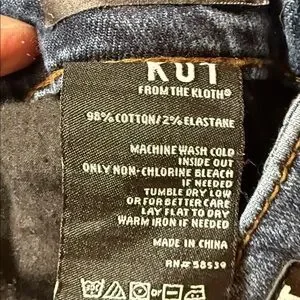 KUT
FROM THE KLOTH®
98% COTTON/2% ELASTANE
MACHINE WASH COLD
INSIDE OUT
ONLY NON-CHLORINE BLEACH
IF NEEDED
TUMBLE DRY LOW
OR FOR BETTER CARE
LAY FLAT TO DRY
WARM IRON IF NEEDED
MADE IN CHINA
RN# 58539
or